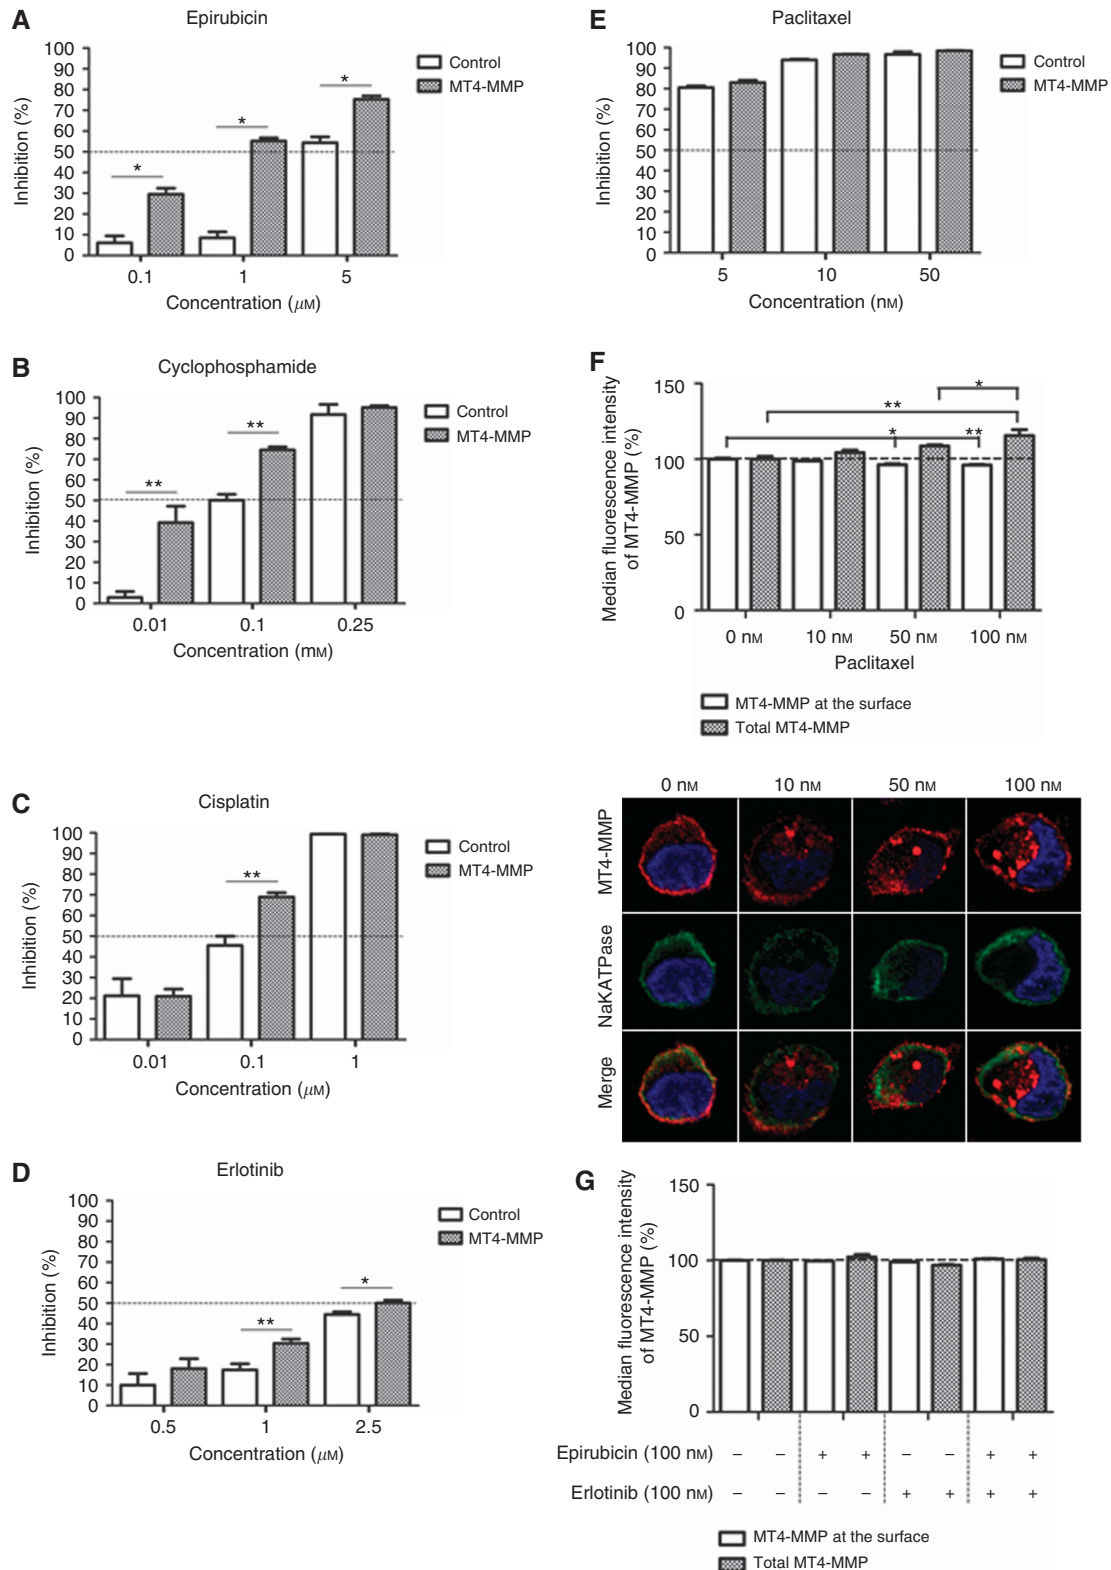 A
Epirubicin
Inhibition (%)
100
90
80
70
60
50
40
30
20
10
0
*
*
*
Control
MT4-MMP
0.1 1 5
Concentration (μM)
B
Cyclophosphamide
Inhibition (%)
100
90
80
70
60
50
40
30
20
10
0
**
**
Control
MT4-MMP
0.01 0.1 0.25
Concentration (mM)
C
Cisplatin
Inhibition (%)
100
90
80
70
60
50
40
30
20
10
0
**
Control
MT4-MMP
0.01 0.1 1
Concentration (μM)
D
Erlotinib
Inhibition (%)
100
90
80
70
60
50
40
30
20
10
0
**
*
Control
MT4-MMP
0.5 1 2.5
Concentration (μM)
E
Paclitaxel
Inhibition (%)
100
90
80
70
60
50
40
30
20
10
0
Control
MT4-MMP
5 10 50
Concentration (nM)
F
Median fluorescence intensity
of MT4-MMP (%)
150
100
50
0
*
**
* **
0 nM 10 nM 50 nM 100 nM
Paclitaxel
MT4-MMP at the surface
Total MT4-MMP
0 nM 10 nM 50 nM 100 nM
MT4-MMP
NaKATPase
Merge
G
Median fluorescence intensity
of MT4-MMP (%)
150
100
50
0
Epirubicin (100 nM) – – + + – – + +
Erlotinib (100 nM) – – – – + + + +
MT4-MMP at the surface
Total MT4-MMP